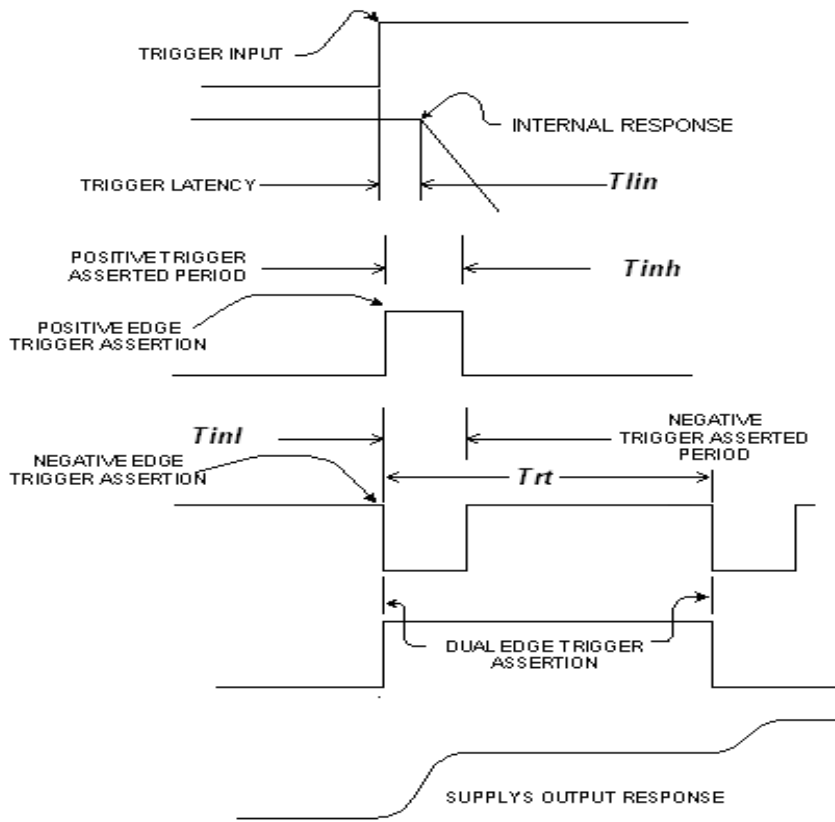 TRIGGER INPUT
INTERNAL RESPONSE
TRIGGER LATENCY
Tlin
POSITIVE TRIGGER
ASSERTED PERIOD
Tinh
POSITIVE EDGE
TRIGGER ASSERTION
Tinl
NEGATIVE
TRIGGER ASSERTED
PERIOD
NEGATIVE EDGE
TRIGGER ASSERTION
Trt
DUAL EDGE TRIGGER
ASSERTION
SUPPLYS OUTPUT RESPONSE